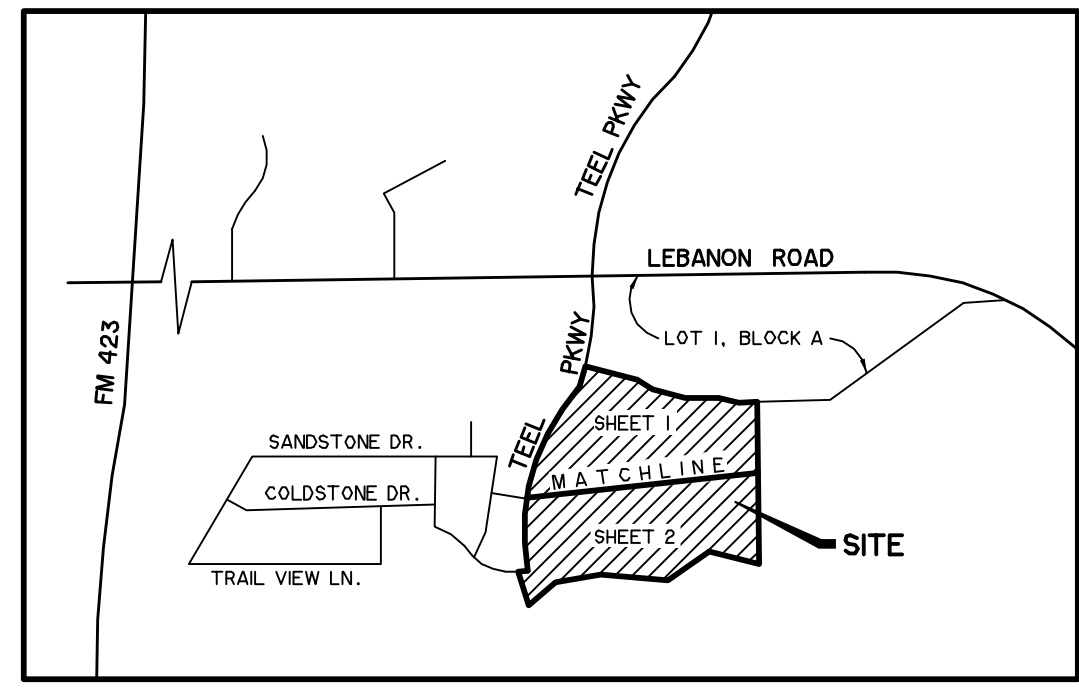 TEEL PKWY
LEBANON ROAD
FM 423
PKWY
LOT 1, BLOCK A
TEEL
SHEET 1
SANDSTONE DR.
MATCHLINE
COLDSTONE DR.
SHEET 2
SITE
TRAIL VIEW LN.